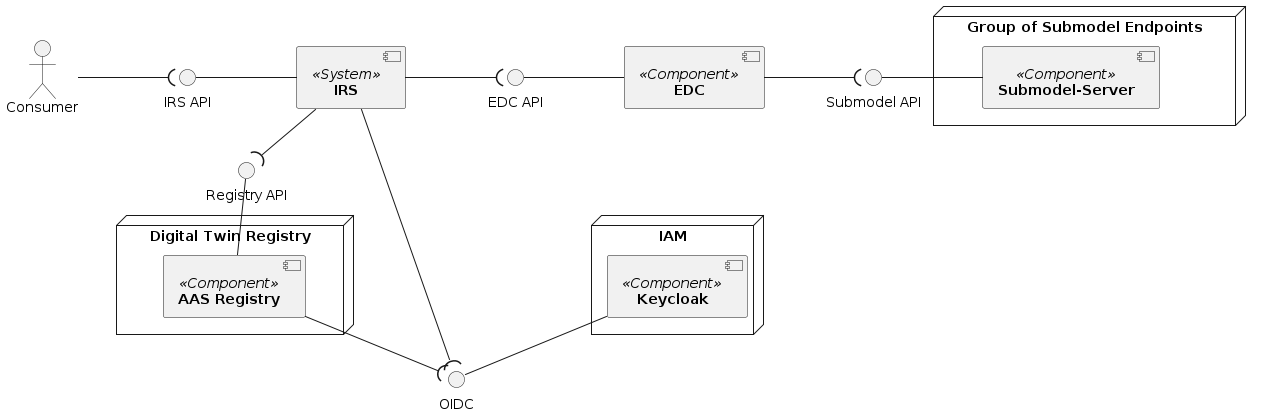 Group of Submodel Endpoints
Consumer
IRS API
«System»
IRS
EDC API
«Component»
EDC
Submodel API
«Component»
Submodel-Server
Registry API
Digital Twin Registry
«Component»
AAS Registry
IAM
«Component»
Keycloak
OIDC